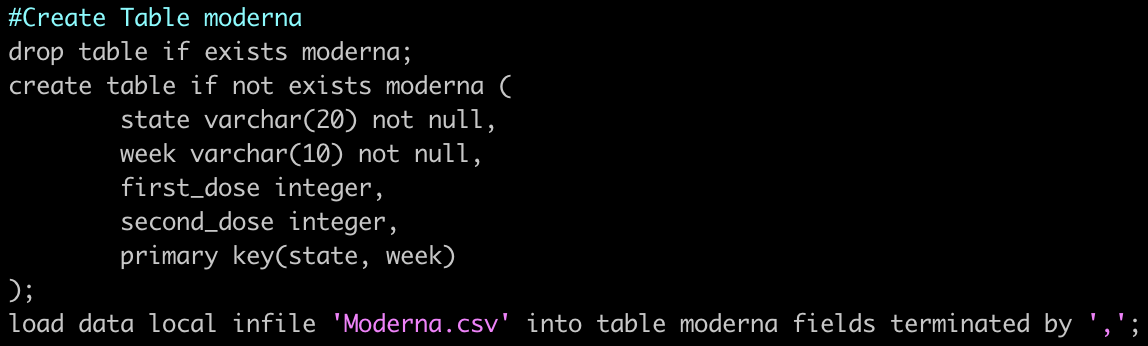 #Create Table moderna
drop table if exists moderna;
create table if not exists moderna (
        state varchar(20) not null,
        week varchar(10) not null,
        first_dose integer,
        second_dose integer,
        primary key(state, week)
);
load data local infile 'Moderna.csv' into table moderna fields terminated by ',';